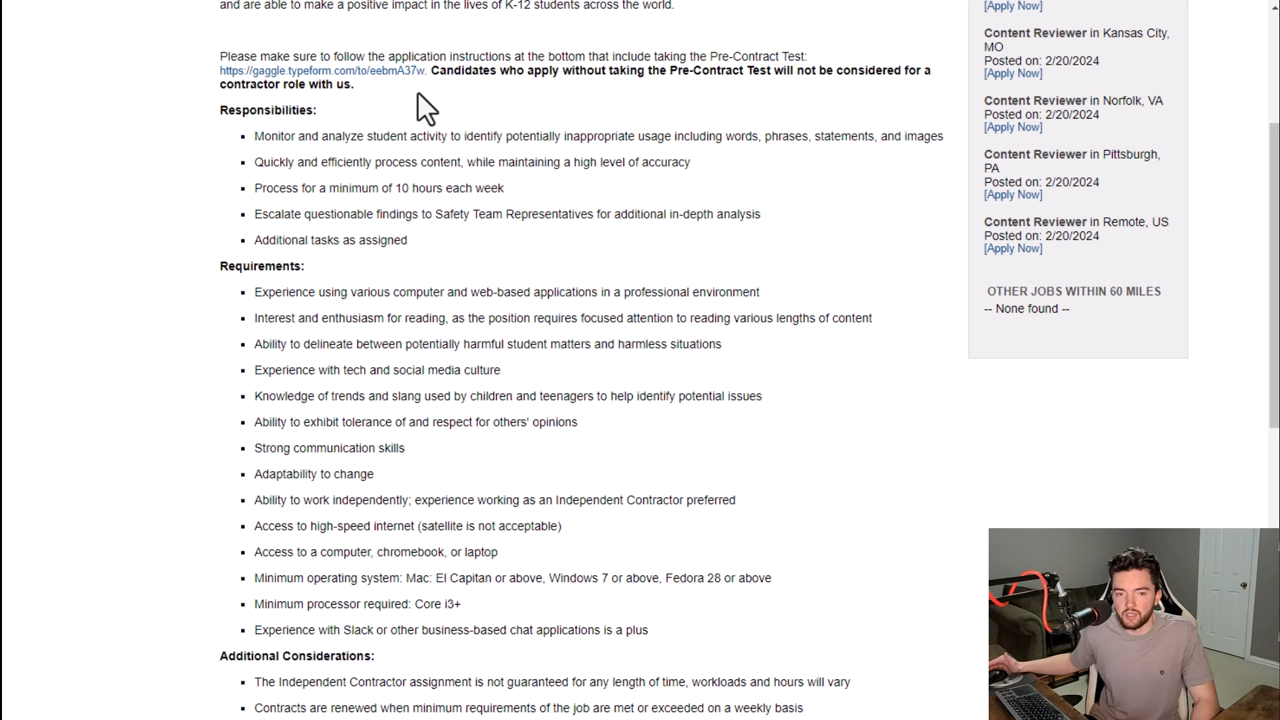 and are able to make a positive impact in the lives of K-12 students across the world.
Please make sure to follow the application instructions at the bottom that include taking the Pre-Contract Test:
https://gaggle.typeform.com/to/eebmA37w. Candidates who apply without taking the Pre-Contract Test will not be considered for a
contractor role with us.
Responsibilities:
Monitor and analyze student activity to identify potentially inappropriate usage including words, phrases, statements, and images
Quickly and efficiently process content, while maintaining a high level of accuracy
Process for a minimum of 10 hours each week
Escalate questionable findings to Safety Team Representatives for additional in-depth analysis
Additional tasks as assigned
Requirements:
Experience using various computer and web-based applications in a professional environment
Interest and enthusiasm for reading, as the position requires focused attention to reading various lengths of content
Ability to delineate between potentially harmful student matters and harmless situations
Experience with tech and social media culture
Knowledge of trends and slang used by children and teenagers to help identify potential issues
Ability to exhibit tolerance of and respect for others' opinions
Strong communication skills
Adaptability to change
Ability to work independently; experience working as an Independent Contractor preferred
Access to high-speed internet (satellite is not acceptable)
Access to a computer, chromebook, or laptop
Minimum operating system: Mac: El Capitan or above, Windows 7 or above, Fedora 28 or above
Minimum processor required: Core i3+
Experience with Slack or other business-based chat applications is a plus
Additional Considerations:
The Independent Contractor assignment is not guaranteed for any length of time, workloads and hours will vary
Contracts are renewed when minimum requirements of the job are met or exceeded on a weekly basis
[Apply Now]
Content Reviewer in Kansas City,
MO
Posted on: 2/20/2024
[Apply Now]
Content Reviewer in Norfolk, VA
Posted on: 2/20/2024
[Apply Now]
Content Reviewer in Pittsburgh,
PA
Posted on: 2/20/2024
[Apply Now]
Content Reviewer in Remote, US
Posted on: 2/20/2024
[Apply Now]
OTHER JOBS WITHIN 60 MILES
-- None found --